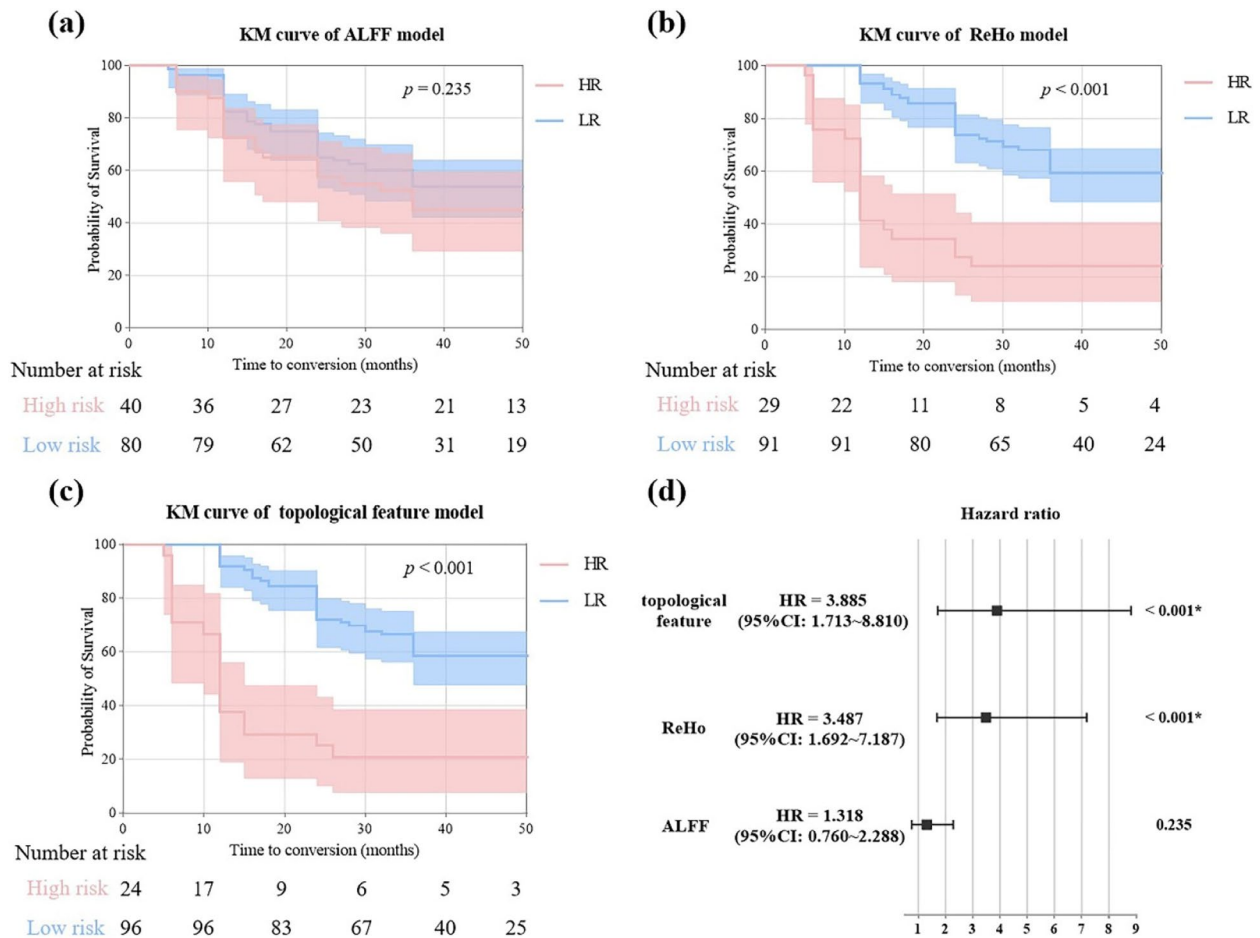 (a)
KM curve of ALFF model
p = 0.235
HR
LR
Probability of Survival
100
80
60
40
20
0
0 10 20 30 40 50
Time to conversion (months)
Number at risk
High risk 40 36 27 23 21 13
Low risk 80 79 62 50 31 19
(b)
KM curve of ReHo model
p < 0.001
HR
LR
Probability of Survival
100
80
60
40
20
0
0 10 20 30 40 50
Time to conversion (months)
Number at risk
High risk 29 22 11 8 5 4
Low risk 91 91 80 65 40 24
(c)
KM curve of topological feature model
p < 0.001
HR
LR
Probability of Survival
100
80
60
40
20
0
0 10 20 30 40 50
Time to conversion (months)
Number at risk
High risk 24 17 9 6 5 3
Low risk 96 96 83 67 40 25
(d)
Hazard ratio
topological
feature
HR = 3.885
(95%CI: 1.713~8.810)
< 0.001*
ReHo
HR = 3.487
(95%CI: 1.692~7.187)
< 0.001*
ALFF
HR = 1.318
(95%CI: 0.760~2.288)
0.235
1 2 3 4 5 6 7 8 9